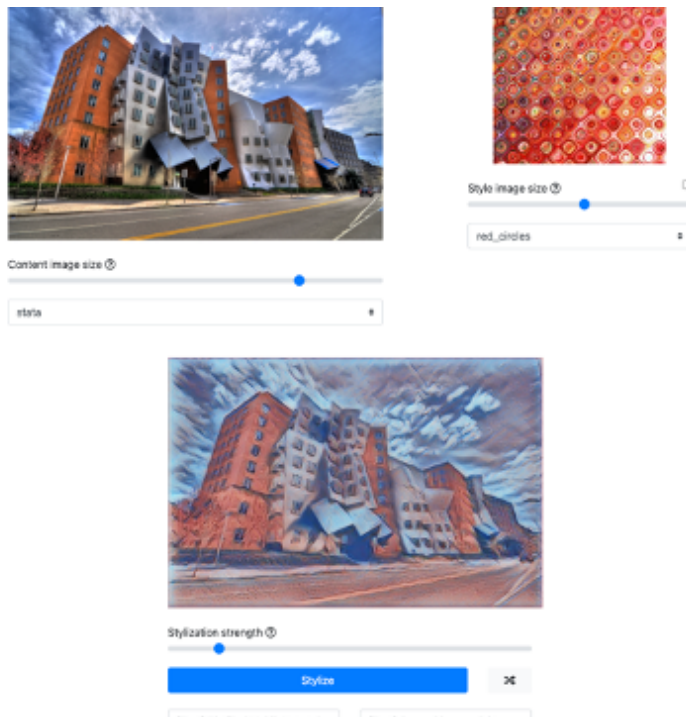 Style image size
red_circles
Content image size
stata
Stylization strength
Stylize